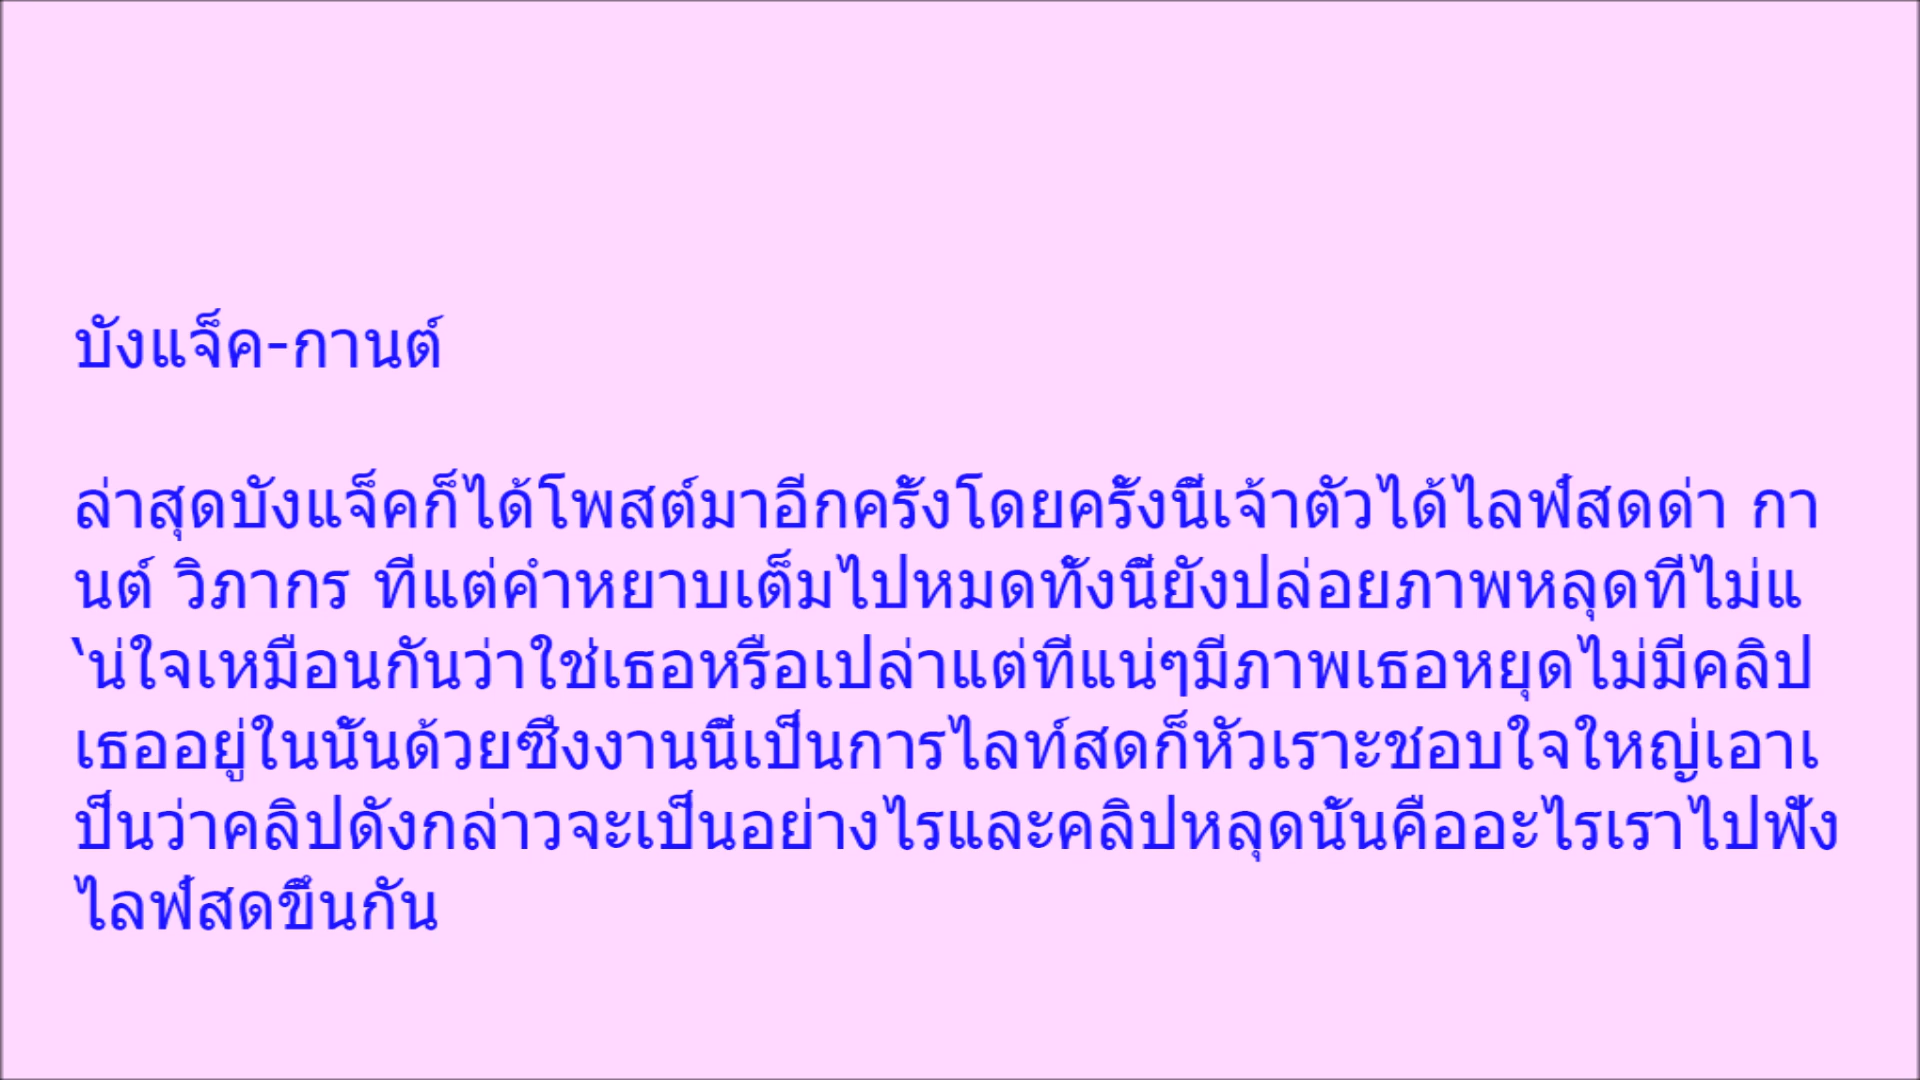 บังแจ็ค-กานต์
ล่าสุดบังแจ็คก็ได้โพสต์มาอีกครั้งโดยครั้งนี้เจ้าตัวได้ไลฟ์สดด่า กา
นต์ วิภากร ที่แต่คำหยาบเต็มไปหมดทั้งนี้ยังปล่อยภาพหลุดที่ไม่แ
`น่ใจเหมือนกันว่าใช่เธอหรือเปล่าแต่ที่แน่ๆมีภาพเธอหยุดไม่มีคลิป
เธออยู่ในนั้นด้วยซึ่งงานนี้เป็นการไลท์สดก็หัวเราะชอบใจใหญ่เอาเ
ป็นว่าคลิปดังกล่าวจะเป็นอย่างไรและคลิปหลุดนั้นคืออะไรเราไปฟัง
ไลฟ์สดขึ้นกัน